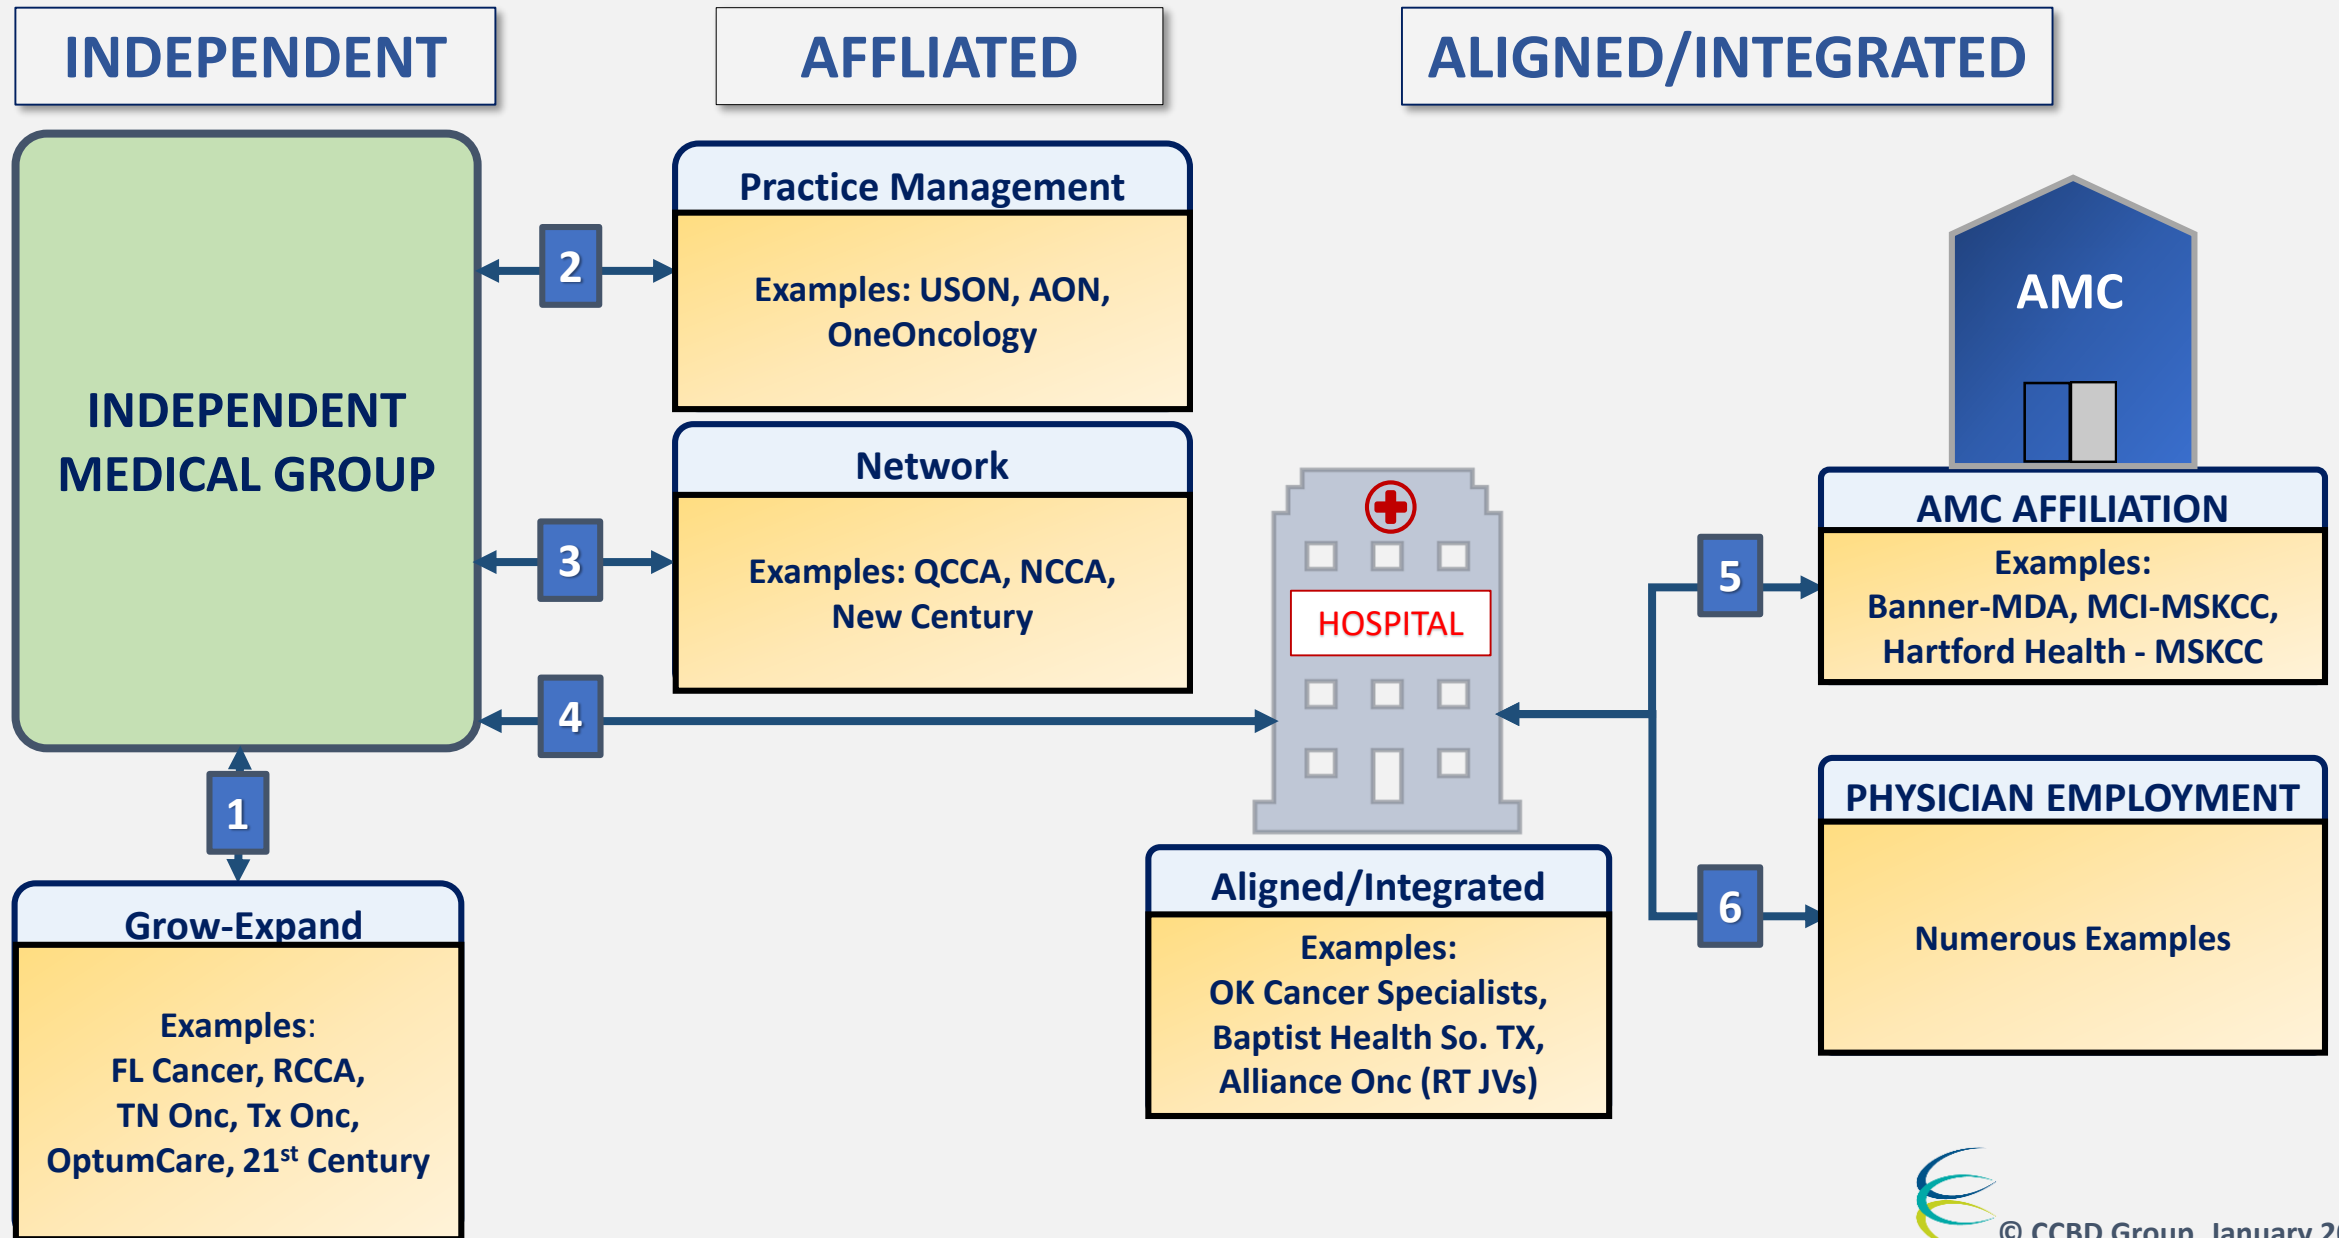 INDEPENDENT
AFFLIATED
ALIGNED/INTEGRATED
INDEPENDENT
MEDICAL GROUP
2
Practice Management
Examples: USON, AON,
OneOncology
3
Network
Examples: QCCA, NCCA,
New Century
4
1
Grow-Expand
Examples:
FL Cancer, RCCA,
TN Onc, Tx Onc,
OptumCare, 21st Century
HOSPITAL
Aligned/Integrated
Examples:
OK Cancer Specialists,
Baptist Health So. TX,
Alliance Onc (RT JVs)
AMC
5
AMC AFFILIATION
Examples:
Banner-MDA, MCI-MSKCC,
Hartford Health - MSKCC
6
PHYSICIAN EMPLOYMENT
Numerous Examples
© CCBD Group, January